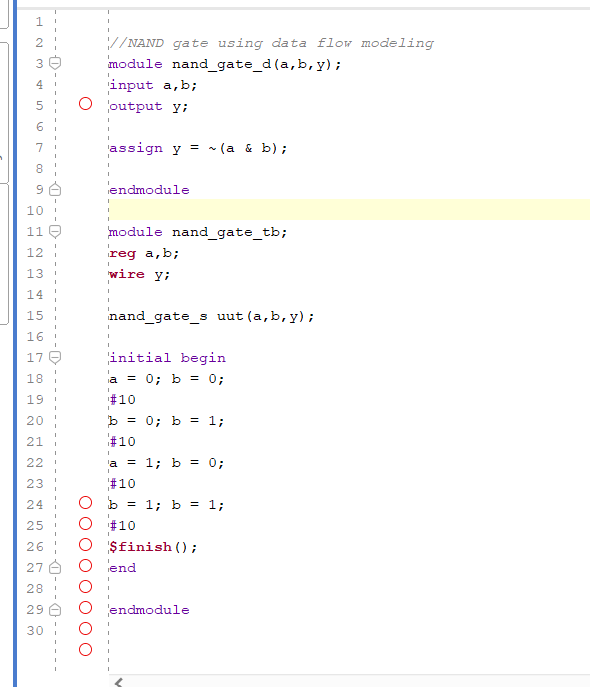 1
2 //NAND gate using data flow modeling
3 module nand_gate_d(a,b,y);
4 input a,b;
5 output y;
6
7 assign y = ~(a & b);
8
9 endmodule
10
11 module nand_gate_tb;
12 reg a,b;
13 wire y;
14
15 nand_gate_s uut(a,b,y);
16
17 initial begin
18 a = 0; b = 0;
19 #10
20 b = 0; b = 1;
21 #10
22 a = 1; b = 0;
23 #10
24 b = 1; b = 1;
25 #10
26 $finish();
27 end
28
29 endmodule
30